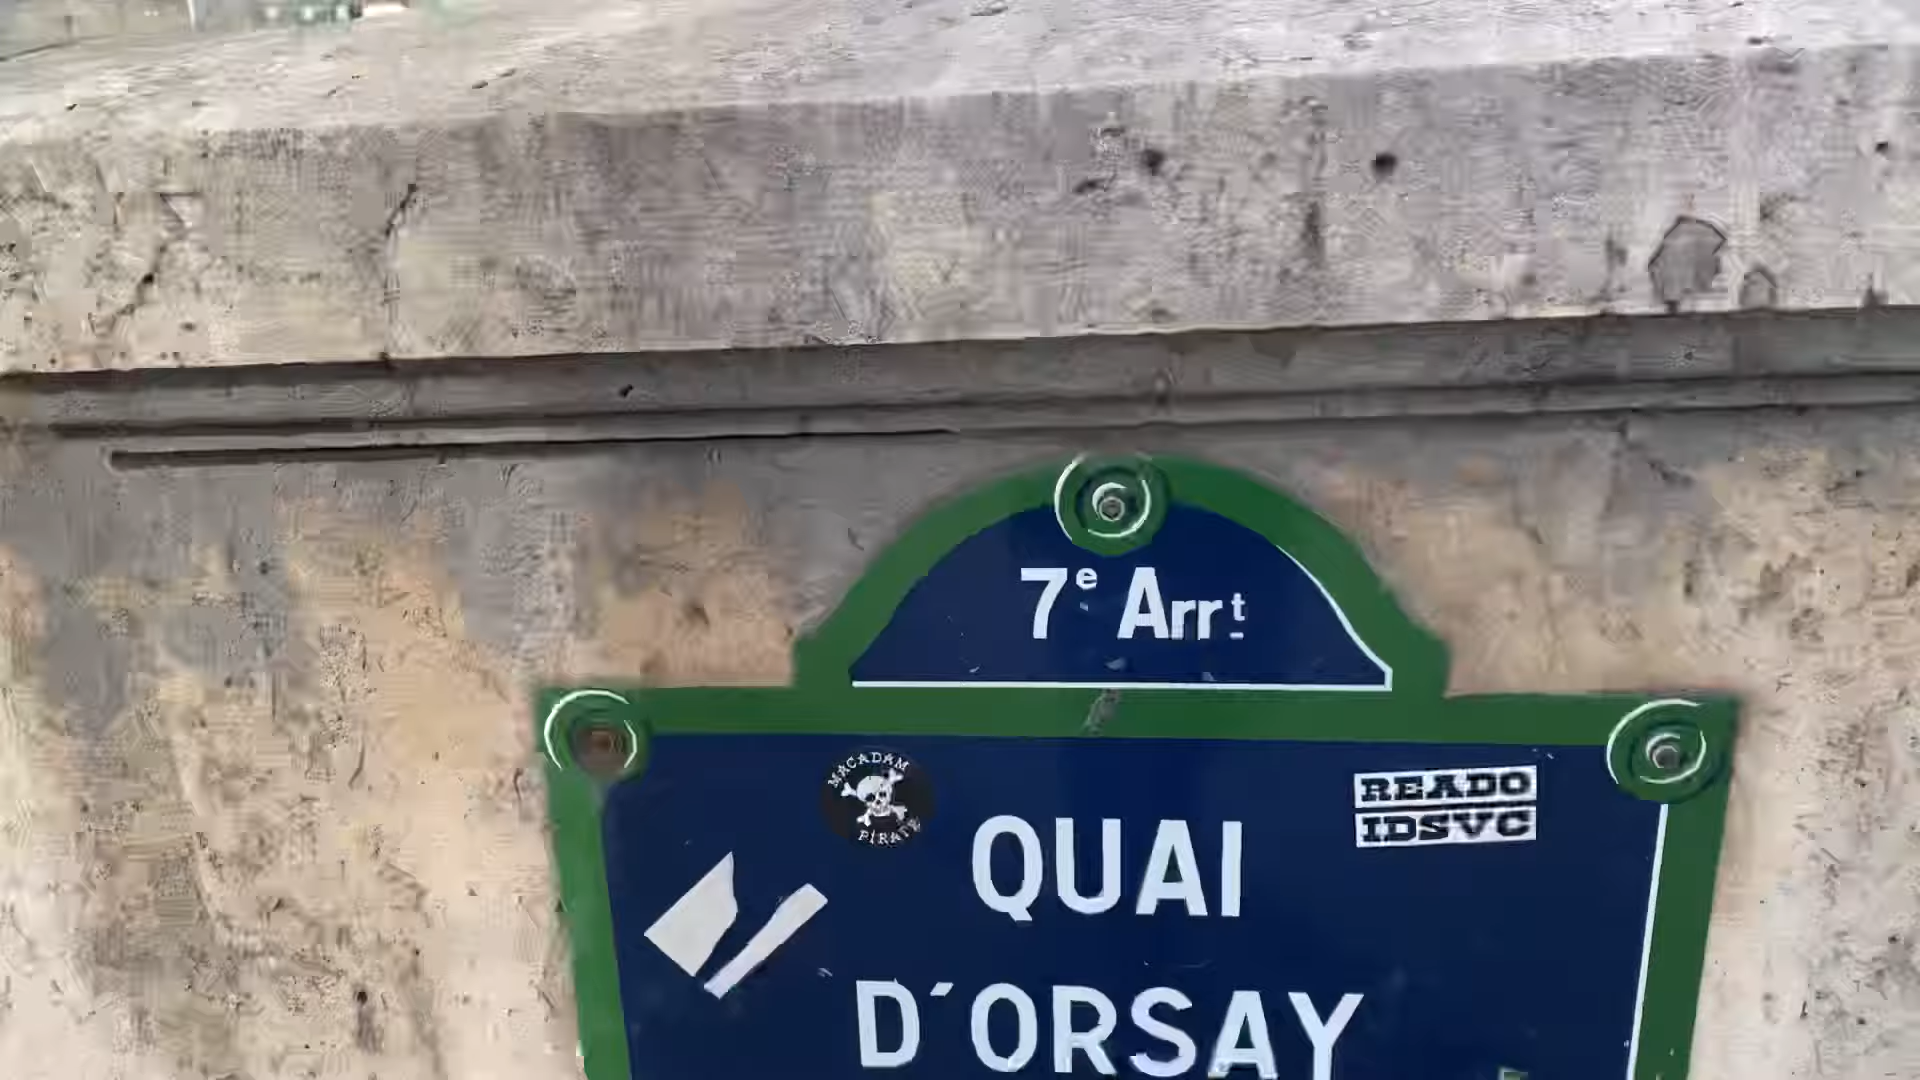 7e Arrt
MACADAM
PIRATE
READO
IDSVC
QUAI
D'ORSAY